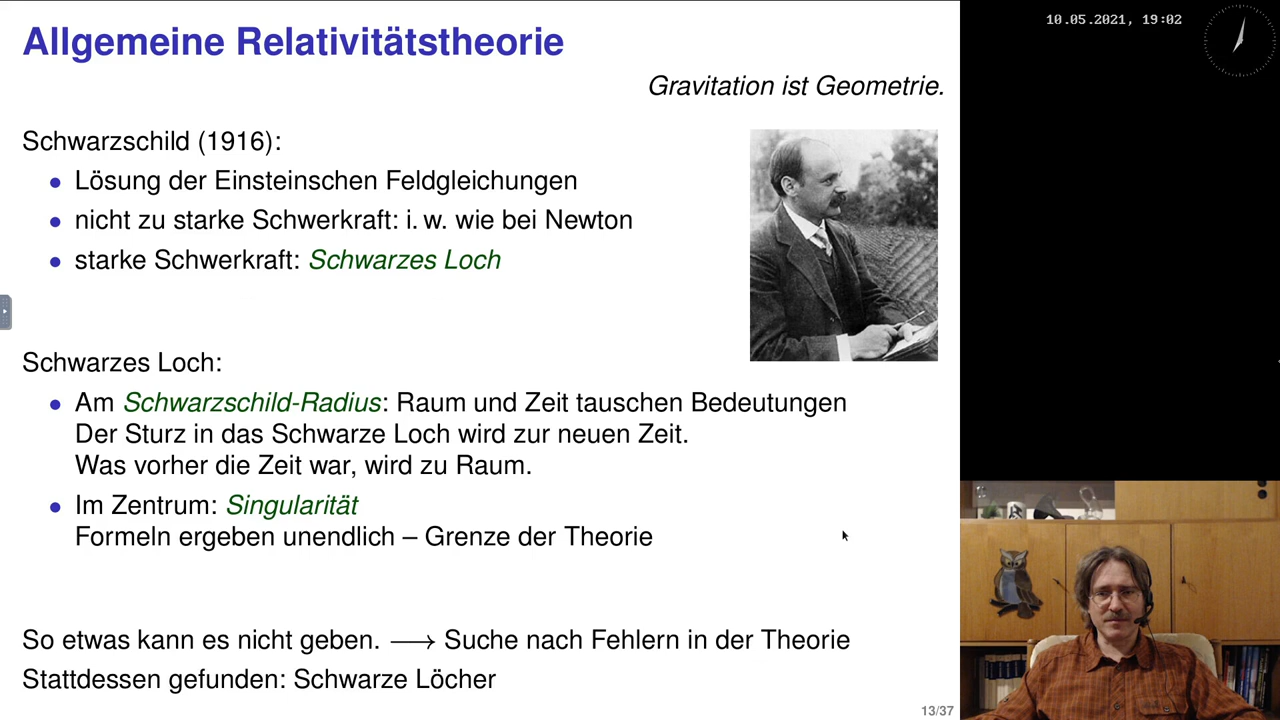 Allgemeine Relativitätstheorie
10.05.2021, 19:02
Gravitation ist Geometrie.
Schwarzschild (1916):
• Lösung der Einsteinschen Feldgleichungen
• nicht zu starke Schwerkraft: i. w. wie bei Newton
• starke Schwerkraft: Schwarzes Loch
Schwarzes Loch:
• Am Schwarzschild-Radius: Raum und Zeit tauschen Bedeutungen
Der Sturz in das Schwarze Loch wird zur neuen Zeit.
Was vorher die Zeit war, wird zu Raum.
• Im Zentrum: Singularität
Formeln ergeben unendlich – Grenze der Theorie
So etwas kann es nicht geben. ⟶ Suche nach Fehlern in der Theorie
Stattdessen gefunden: Schwarze Löcher
13/37